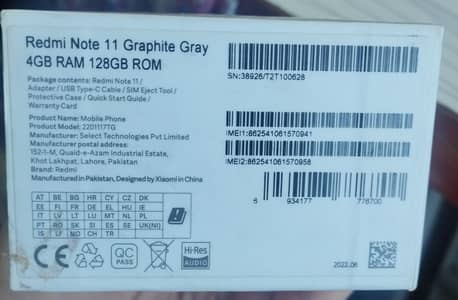 Redmi Note 11 Graphite Gray
4GB RAM 128GB ROM
Package contents: Redmi Note 11 /
Adapter / USB Type-C Cable / SIM Eject Tool /
Protective Case / Quick Start Guide /
Warranty Card
Product Name: Mobile Phone
Product Model: 2201117TG
Manufacturer: Select Technologies Pvt Limited
Manufacturer postal address:
152-1-M, Quaid-e-Azam Industrial Estate,
Khot Lakhpat, Lahore, Pakistan
Brand: Redmi
Manufactured in Pakistan, Designed by Xiaomi in China
SN:38926/T2T100628
IMEI1:862541061570941
IMEI2:862541061570958
5 934177 776700
AT BE BG HR CY CZ DK
EE FI FR DE EL HU IE
IT LV LT LU MT NL PL
PT RO SK SI ES SE UK(NI)
IS LI NO CH TR
CE
QC
PASS
Hi-Res
AUDIO
2022.06